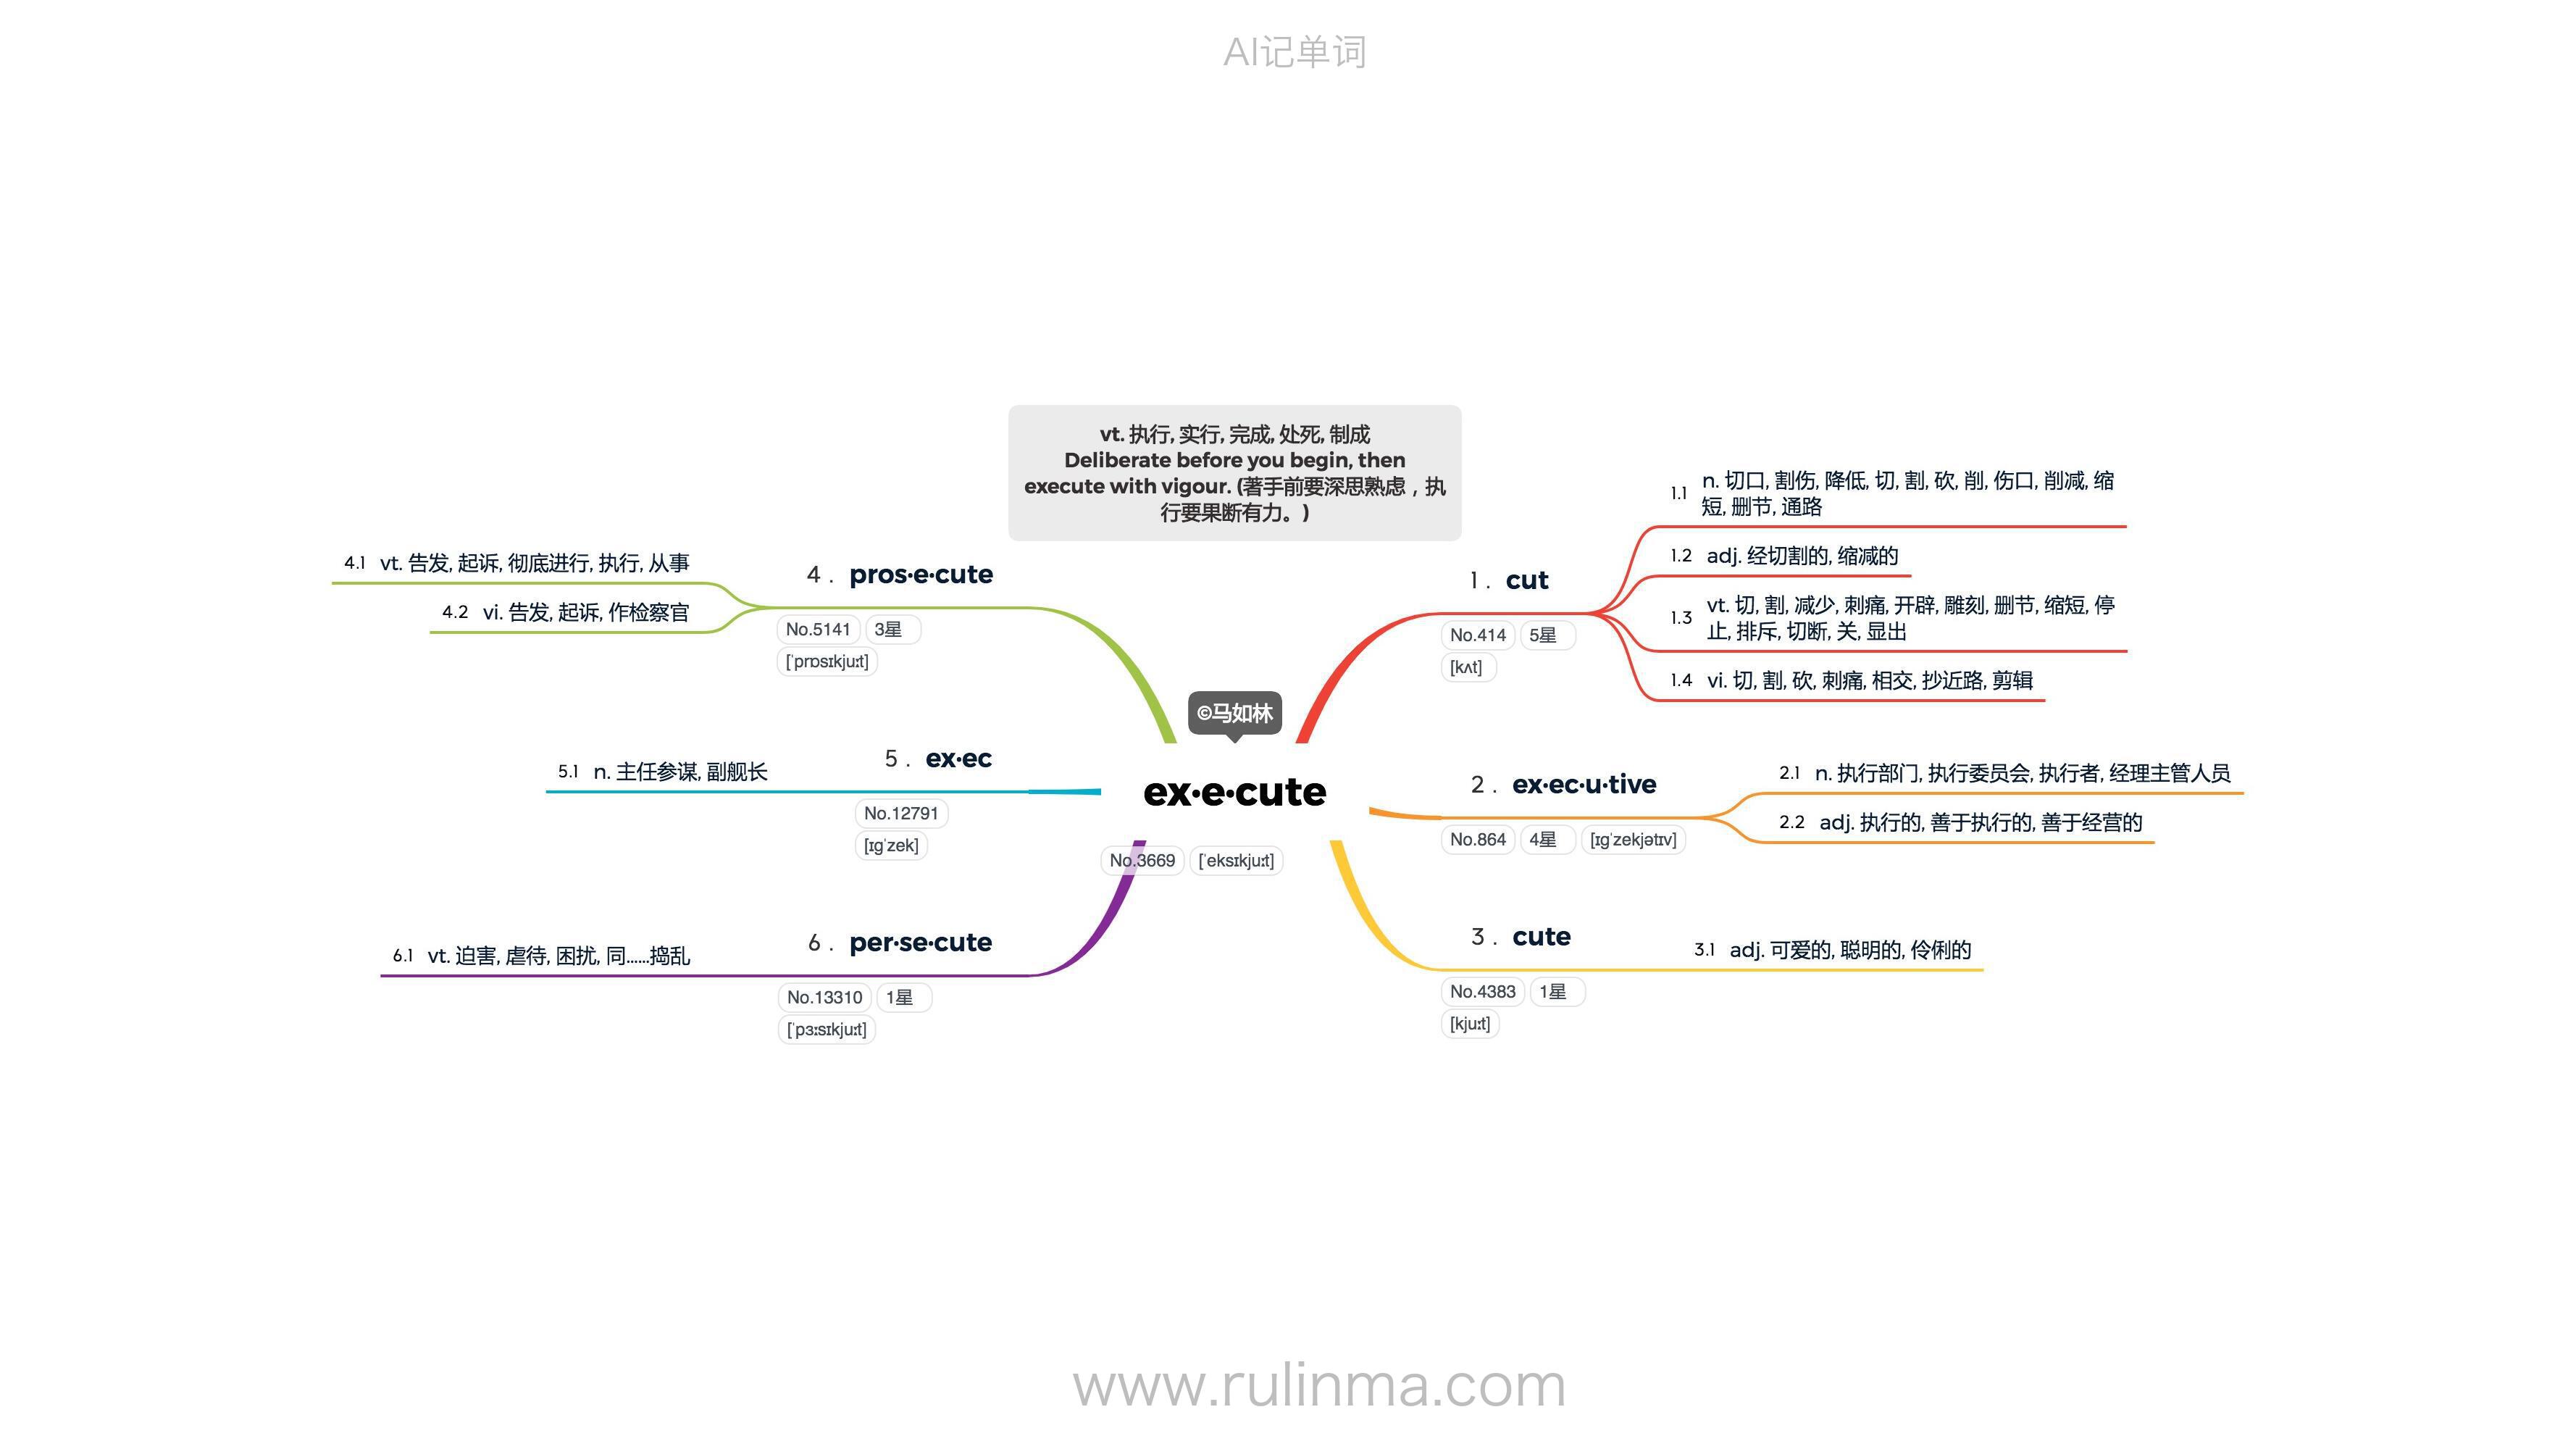 AI记单词
vt. 执行, 实行, 完成, 处死, 制成
Deliberate before you begin, then
execute with vigour. (著手前要深思熟虑，执
行要果断有力。)
©马如林
ex·e·cute
No.3669 [ˈeksɪkjuːt]
1. cut
No.414 5星
[kʌt]
1.1 n. 切口, 割伤, 降低, 切, 割, 砍, 削, 伤口, 削减, 缩
短, 删节, 通路
1.2 adj. 经切割的, 缩减的
1.3 vt. 切, 割, 减少, 刺痛, 开辟, 雕刻, 删节, 缩短, 停
止, 排斥, 切断, 关, 显出
1.4 vi. 切, 割, 砍, 刺痛, 相交, 抄近路, 剪辑
2. ex·ec·u·tive
No.864 4星 [ɪgˈzekjətɪv]
2.1 n. 执行部门, 执行委员会, 执行者, 经理主管人员
2.2 adj. 执行的, 善于执行的, 善于经营的
3. cute
No.4383 1星
[kjuːt]
3.1 adj. 可爱的, 聪明的, 伶俐的
4. pros·e·cute
No.5141 3星
[ˈprɒsɪkjuːt]
4.1 vt. 告发, 起诉, 彻底进行, 执行, 从事
4.2 vi. 告发, 起诉, 作检察官
5. ex·ec
No.12791
[ɪgˈzek]
5.1 n. 主任参谋, 副舰长
6. per·se·cute
No.13310 1星
[ˈpɜːsɪkjuːt]
6.1 vt. 迫害, 虐待, 困扰, 同......捣乱
www.rulinma.com